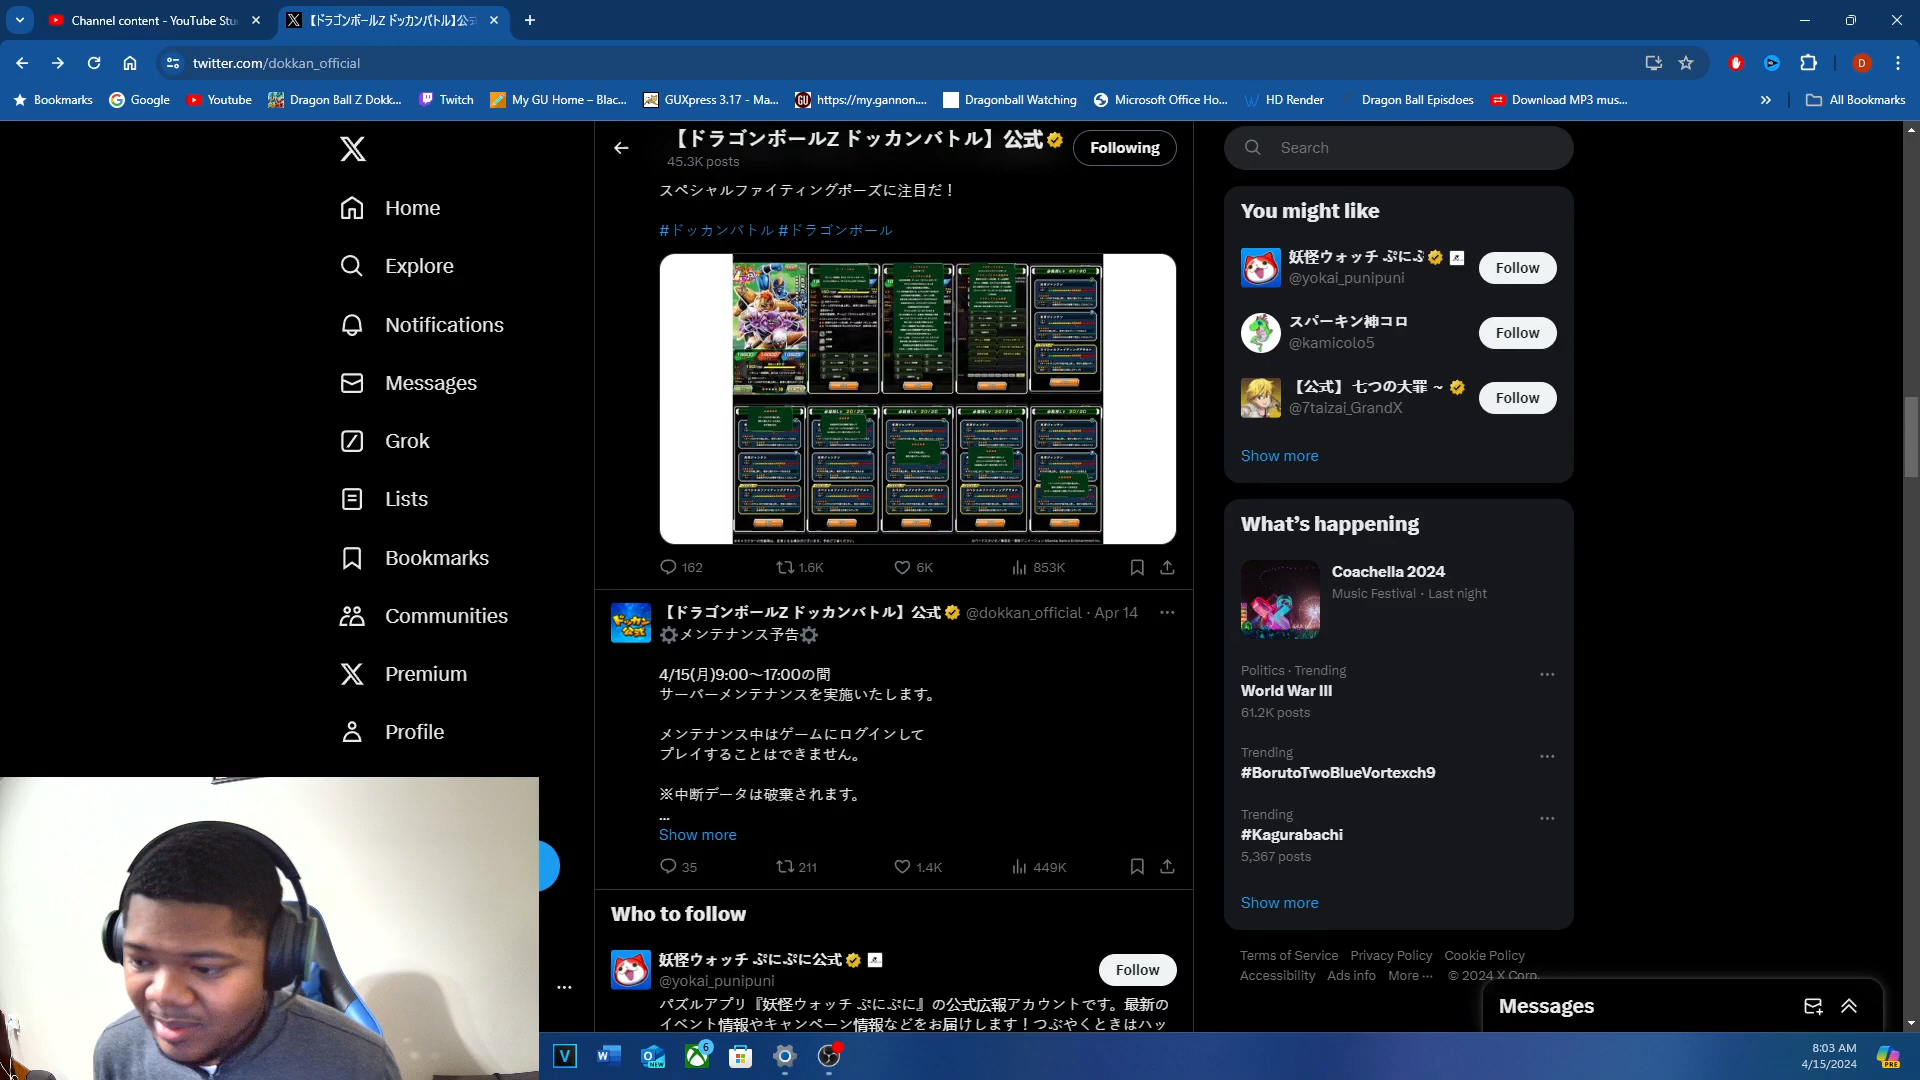 Channel content - YouTube Stu
【ドラゴンボールZ ドッカンバトル】公式
twitter.com/dokkan_official
D
Bookmarks
Google
Youtube
Dragon Ball Z Dokk...
Twitch
My GU Home – Blac...
GUXpress 3.17 - Ma...
https://my.gannon....
Dragonball Watching
Microsoft Office Ho...
HD Render
Dragon Ball Episdoes
Download MP3 mus...
All Bookmarks
Home
Explore
Notifications
Messages
Grok
Lists
Bookmarks
Communities
Premium
Profile
【ドラゴンボールZ ドッカンバトル】公式
45.3K posts
Following
スペシャルファイティングポーズに注目だ！
#ドッカンバトル #ドラゴンボール
162 1.6K 6K 853K
【ドラゴンボールZ ドッカンバトル】公式 @dokkan_official · Apr 14
メンテナンス予告
4/15(月)9:00～17:00の間
サーバーメンテナンスを実施いたします。
メンテナンス中はゲームにログインして
プレイすることはできません。
※中断データは破棄されます。
...
Show more
35 211 1.4K 449K
Who to follow
妖怪ウォッチ ぷにぷに公式
@yokai_punipuni
Follow
パズルアプリ『妖怪ウォッチ ぷにぷに』の公式広報アカウントです。最新の
イベント情報やキャンペーン情報などをお届けします！つぶやくときはハッ
Search
You might like
妖怪ウォッチ ぷにぷ
@yokai_punipuni
Follow
スパーキン神コロ
@kamicolo5
Follow
【公式】 七つの大罪 ~
@7taizai_GrandX
Follow
Show more
What's happening
Coachella 2024
Music Festival · Last night
Politics · Trending
World War III
61.2K posts
Trending
#BorutoTwoBlueVortexch9
Trending
#Kagurabachi
5,367 posts
Show more
Terms of Service Privacy Policy Cookie Policy
Accessibility Ads info More ··· © 2024 X Corp.
Messages
6
8:03 AM
4/15/2024